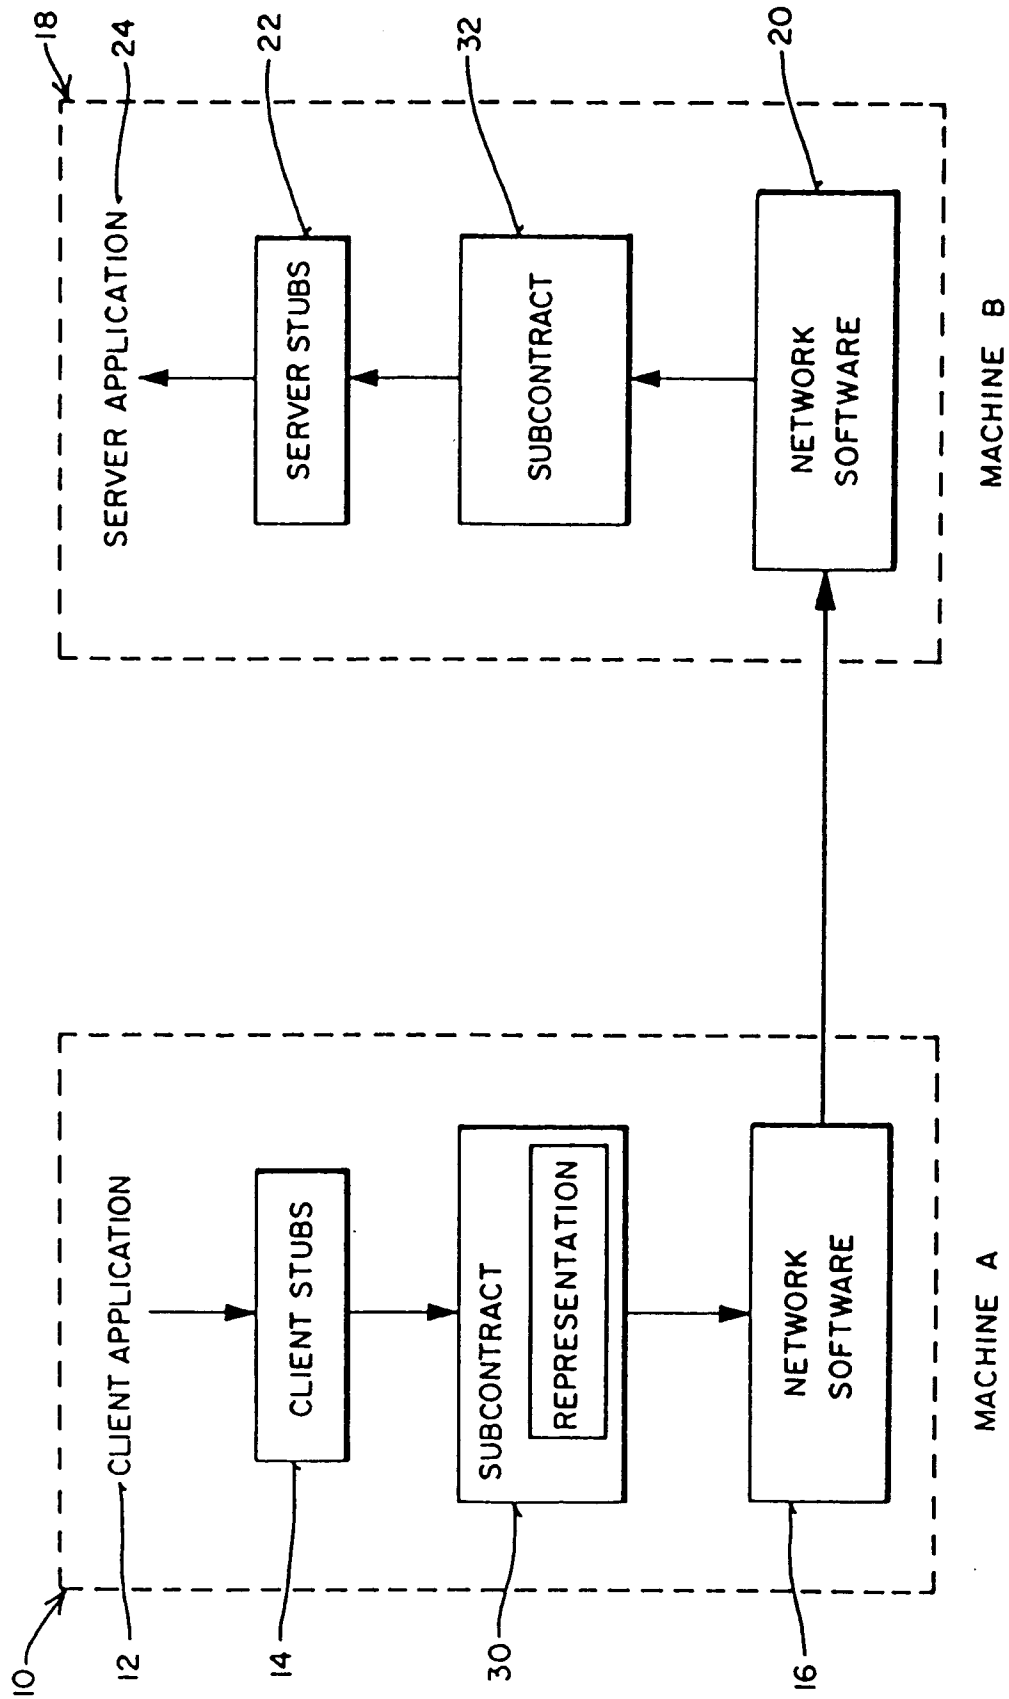 10
12
CLIENT APPLICATION
14
CLIENT STUBS
30
SUBCONTRACT
REPRESENTATION
16
NETWORK
SOFTWARE
MACHINE A
18
24
SERVER APPLICATION
22
SERVER STUBS
32
SUBCONTRACT
20
NETWORK
SOFTWARE
MACHINE B